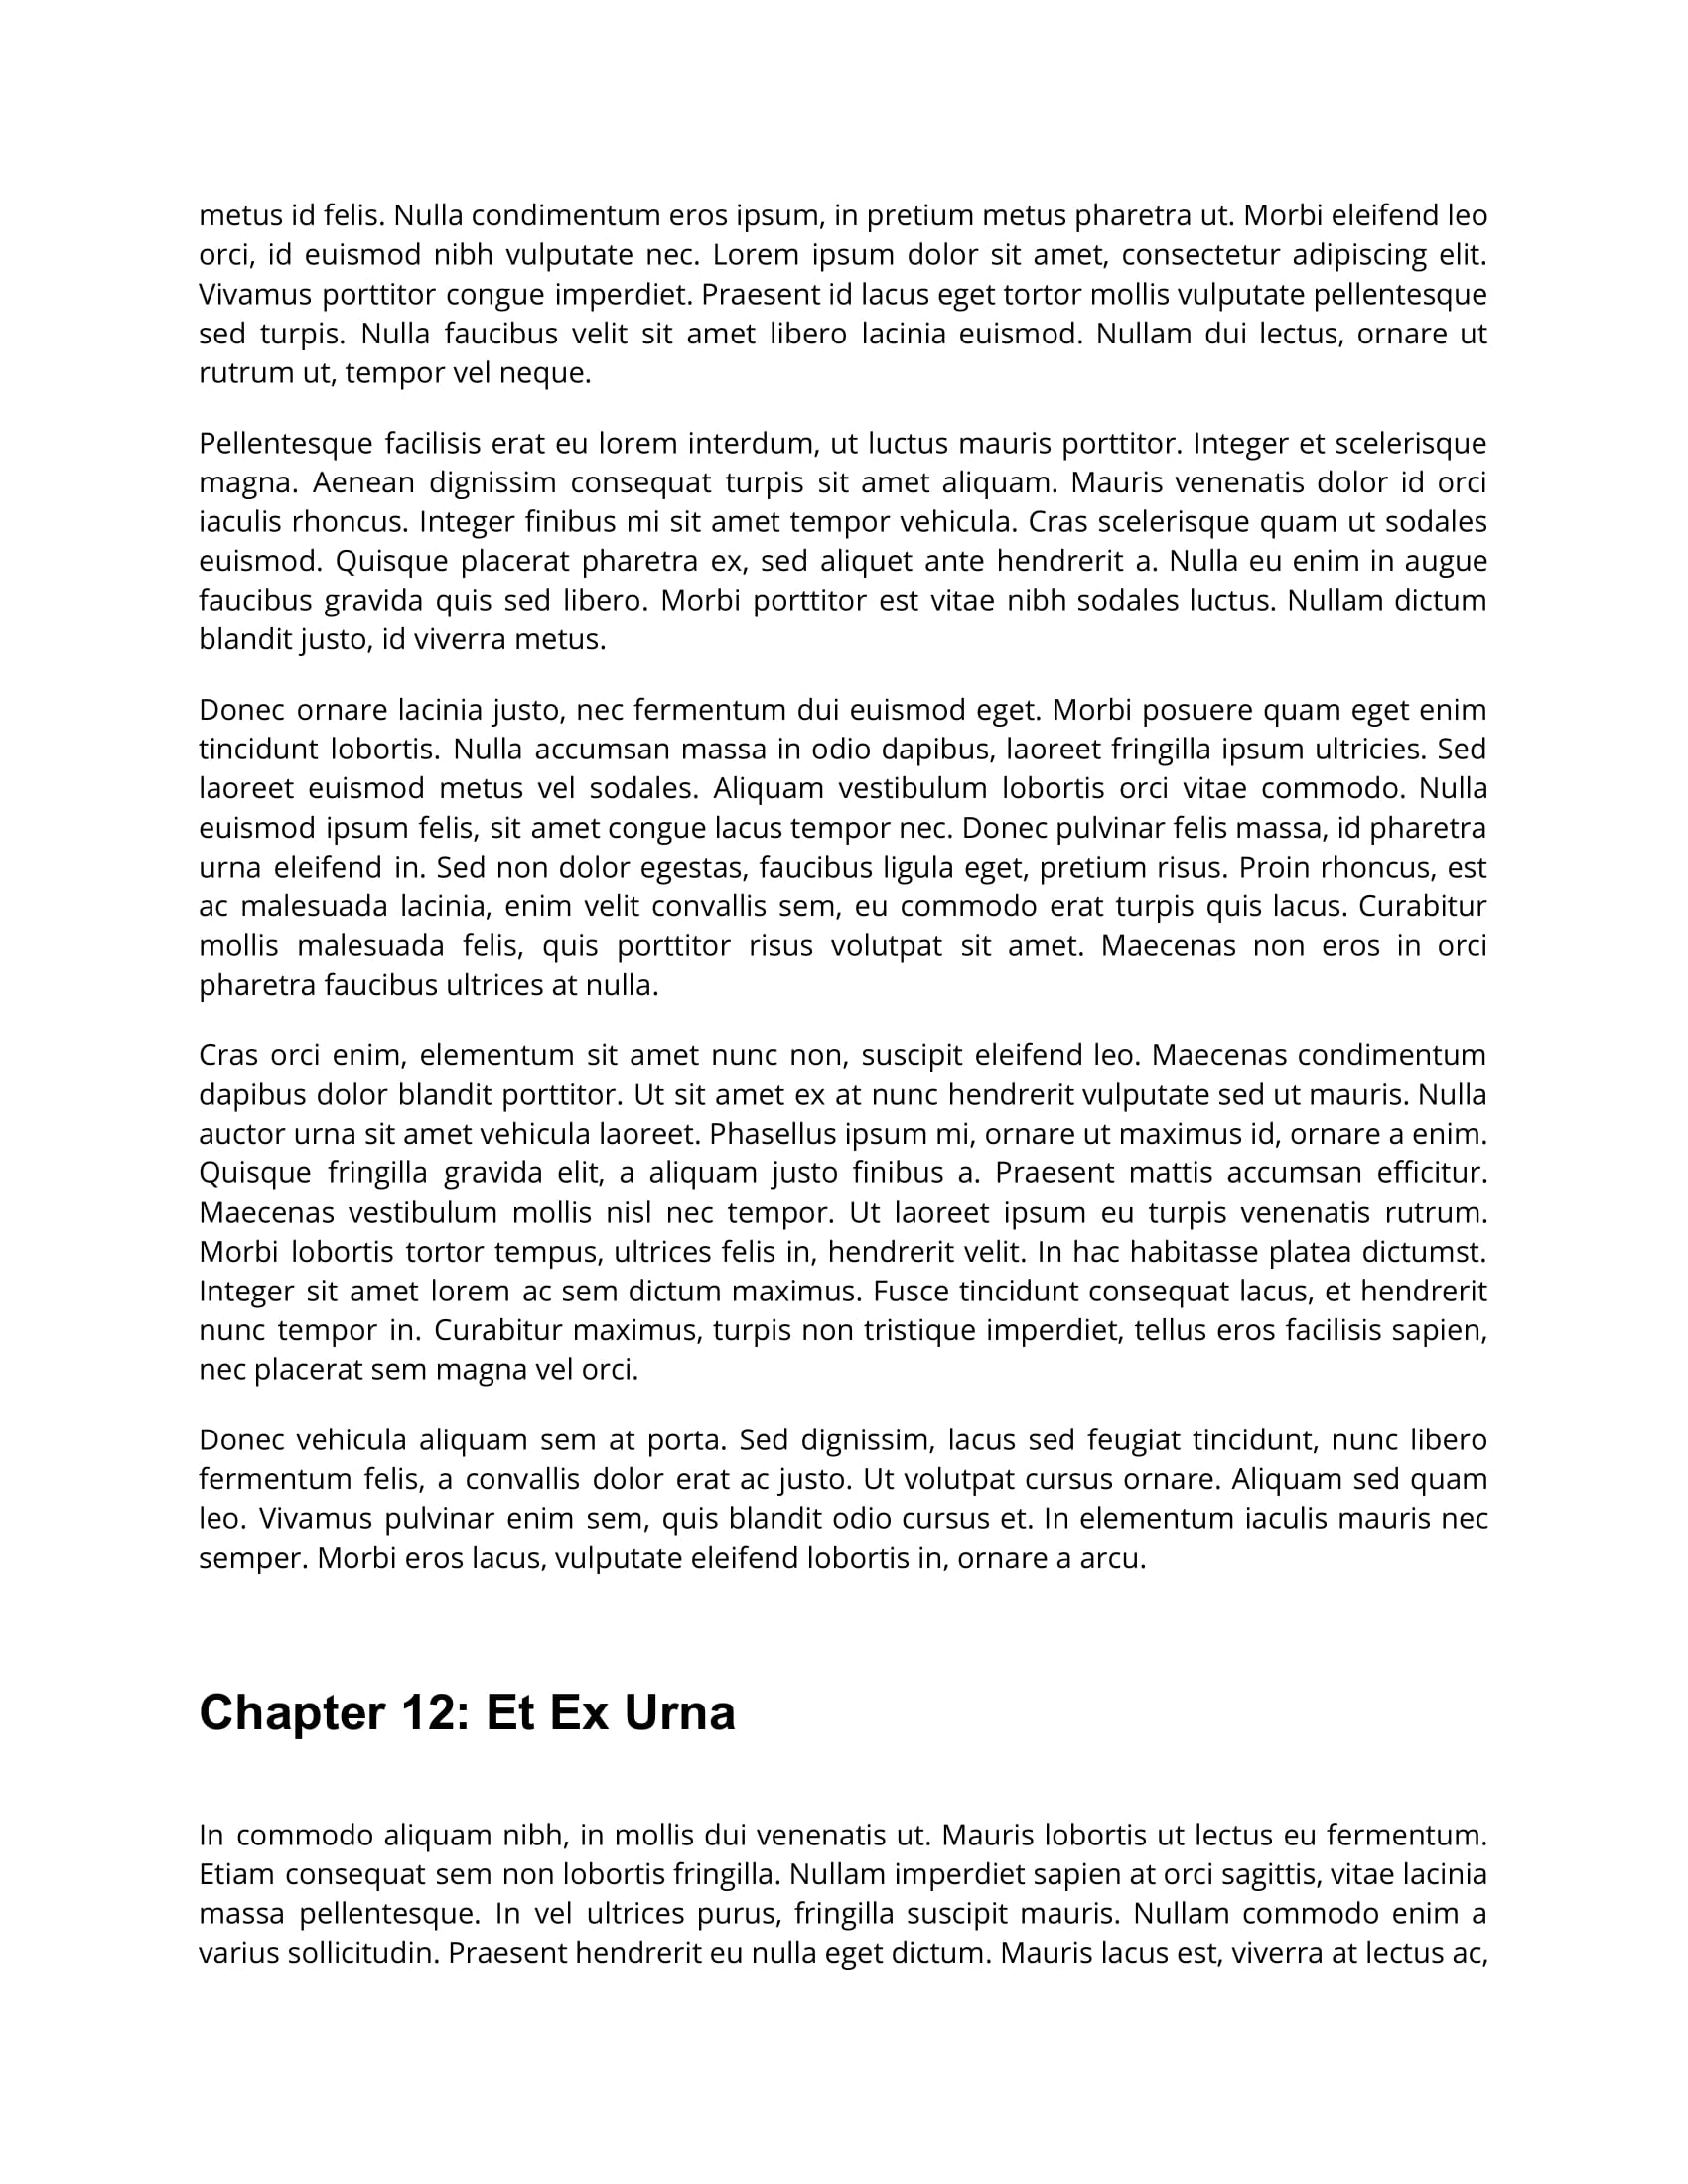 metus id felis. Nulla condimentum eros ipsum, in pretium metus pharetra ut. Morbi eleifend leo
orci, id euismod nibh vulputate nec. Lorem ipsum dolor sit amet, consectetur adipiscing elit.
Vivamus porttitor congue imperdiet. Praesent id lacus eget tortor mollis vulputate pellentesque
sed turpis. Nulla faucibus velit sit amet libero lacinia euismod. Nullam dui lectus, ornare ut
rutrum ut, tempor vel neque.
Pellentesque facilisis erat eu lorem interdum, ut luctus mauris porttitor. Integer et scelerisque
magna. Aenean dignissim consequat turpis sit amet aliquam. Mauris venenatis dolor id orci
iaculis rhoncus. Integer finibus mi sit amet tempor vehicula. Cras scelerisque quam ut sodales
euismod. Quisque placerat pharetra ex, sed aliquet ante hendrerit a. Nulla eu enim in augue
faucibus gravida quis sed libero. Morbi porttitor est vitae nibh sodales luctus. Nullam dictum
blandit justo, id viverra metus.
Donec ornare lacinia justo, nec fermentum dui euismod eget. Morbi posuere quam eget enim
tincidunt lobortis. Nulla accumsan massa in odio dapibus, laoreet fringilla ipsum ultricies. Sed
laoreet euismod metus vel sodales. Aliquam vestibulum lobortis orci vitae commodo. Nulla
euismod ipsum felis, sit amet congue lacus tempor nec. Donec pulvinar felis massa, id pharetra
urna eleifend in. Sed non dolor egestas, faucibus ligula eget, pretium risus. Proin rhoncus, est
ac malesuada lacinia, enim velit convallis sem, eu commodo erat turpis quis lacus. Curabitur
mollis malesuada felis, quis porttitor risus volutpat sit amet. Maecenas non eros in orci
pharetra faucibus ultrices at nulla.
Cras orci enim, elementum sit amet nunc non, suscipit eleifend leo. Maecenas condimentum
dapibus dolor blandit porttitor. Ut sit amet ex at nunc hendrerit vulputate sed ut mauris. Nulla
auctor urna sit amet vehicula laoreet. Phasellus ipsum mi, ornare ut maximus id, ornare a enim.
Quisque fringilla gravida elit, a aliquam justo finibus a. Praesent mattis accumsan efficitur.
Maecenas vestibulum mollis nisl nec tempor. Ut laoreet ipsum eu turpis venenatis rutrum.
Morbi lobortis tortor tempus, ultrices felis in, hendrerit velit. In hac habitasse platea dictumst.
Integer sit amet lorem ac sem dictum maximus. Fusce tincidunt consequat lacus, et hendrerit
nunc tempor in. Curabitur maximus, turpis non tristique imperdiet, tellus eros facilisis sapien,
nec placerat sem magna vel orci.
Donec vehicula aliquam sem at porta. Sed dignissim, lacus sed feugiat tincidunt, nunc libero
fermentum felis, a convallis dolor erat ac justo. Ut volutpat cursus ornare. Aliquam sed quam
leo. Vivamus pulvinar enim sem, quis blandit odio cursus et. In elementum iaculis mauris nec
semper. Morbi eros lacus, vulputate eleifend lobortis in, ornare a arcu.
Chapter 12: Et Ex Urna
In commodo aliquam nibh, in mollis dui venenatis ut. Mauris lobortis ut lectus eu fermentum.
Etiam consequat sem non lobortis fringilla. Nullam imperdiet sapien at orci sagittis, vitae lacinia
massa pellentesque. In vel ultrices purus, fringilla suscipit mauris. Nullam commodo enim a
varius sollicitudin. Praesent hendrerit eu nulla eget dictum. Mauris lacus est, viverra at lectus ac,